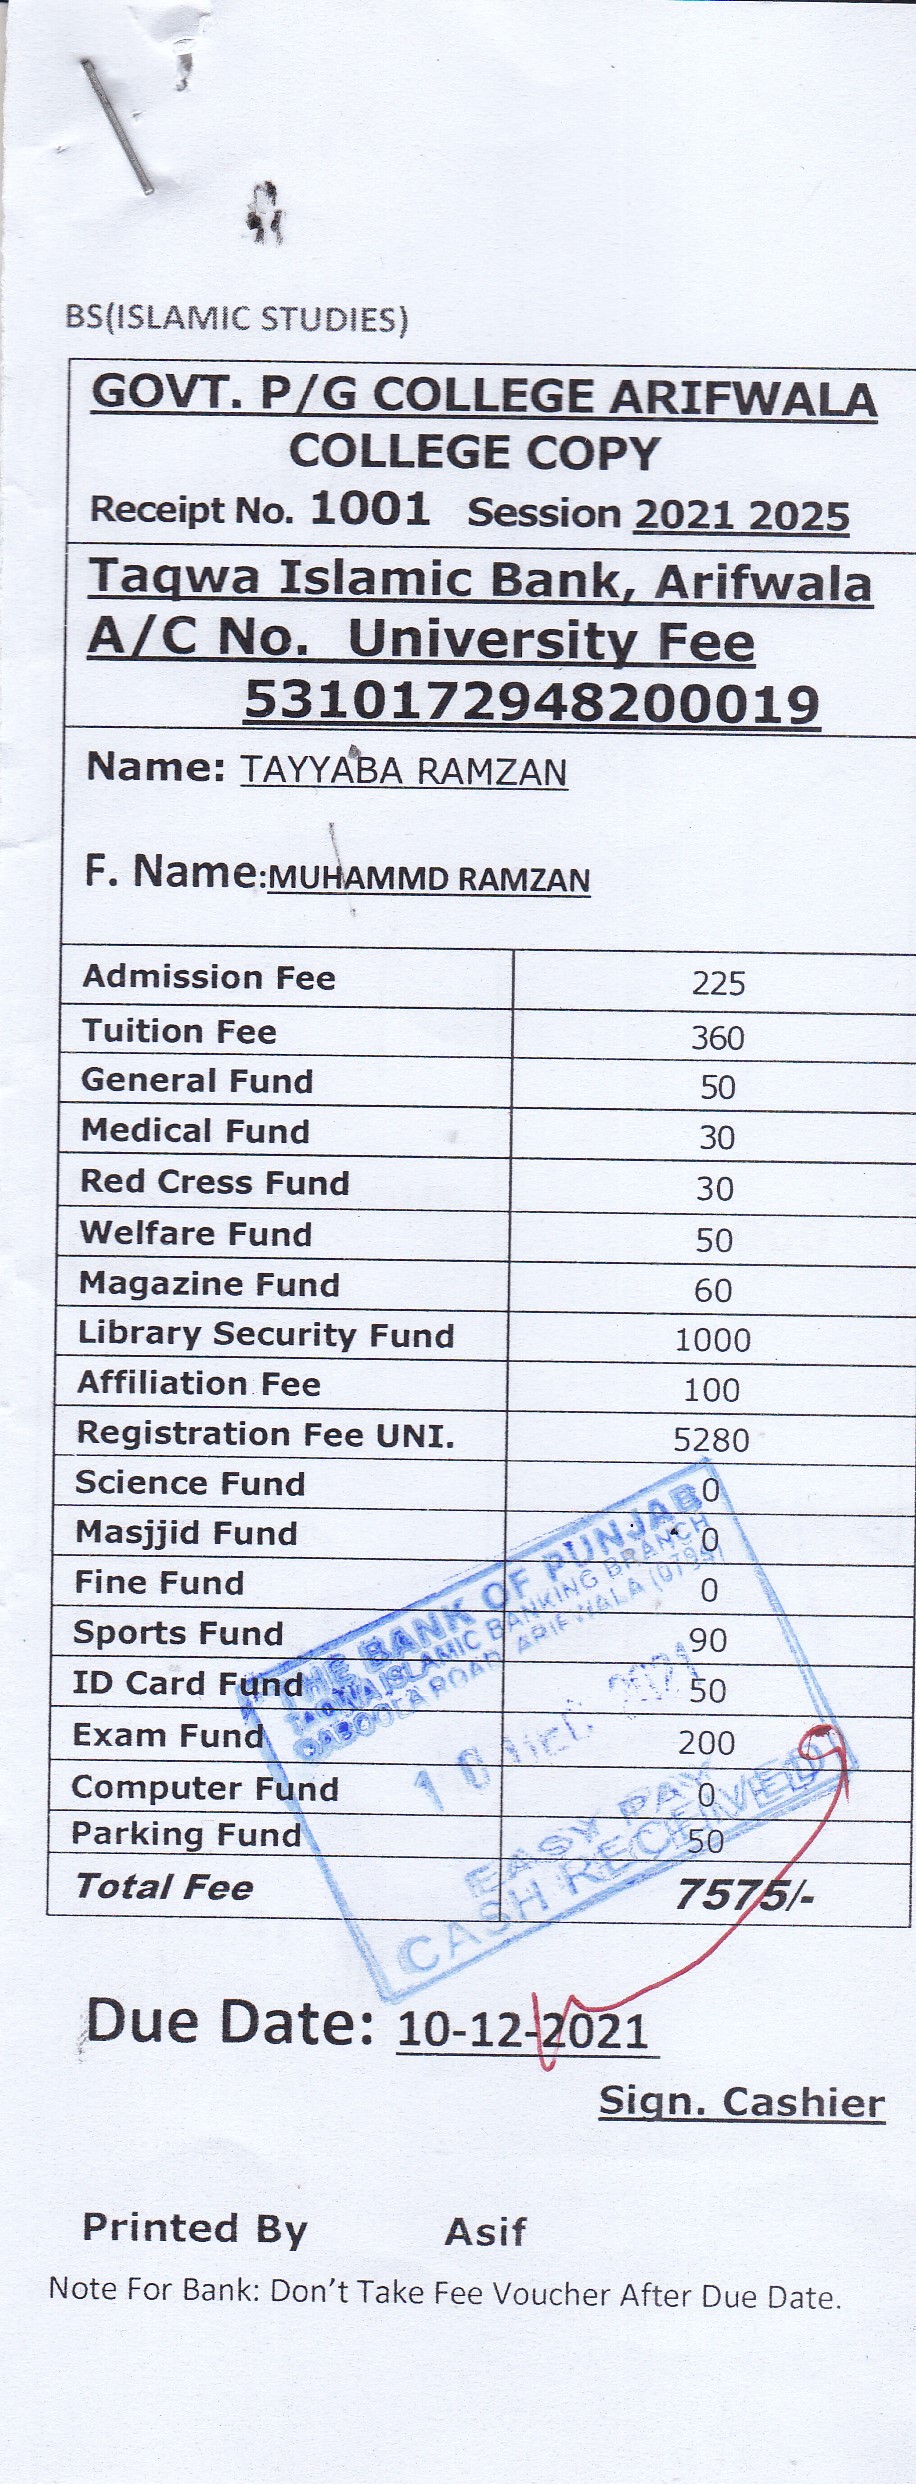 BS(ISLAMIC STUDIES)
GOVT. P/G COLLEGE ARIFWALA
COLLEGE COPY
Receipt No. 1001 Session 2021 2025
Taqwa Islamic Bank, Arifwala
A/C No. University Fee
5310172948200019
Name: TAYYABA RAMZAN
F. Name:MUHAMMD RAMZAN
Admission Fee 225
Tuition Fee 360
General Fund 50
Medical Fund 30
Red Cress Fund 30
Welfare Fund 50
Magazine Fund 60
Library Security Fund 1000
Affiliation Fee 100
Registration Fee UNI. 5280
Science Fund 0
Masjjid Fund 0
Fine Fund 0
Sports Fund 90
ID Card Fund 50
Exam Fund 200
Computer Fund 0
Parking Fund 50
Total Fee 7575/-
THE BANK OF PUNJAB
TAQWA ISLAMIC BANKING BRANCH
QABOOLA ROAD ARIFWALA
10 DEC 2021
EASY PAY
CASH RECEIVED
Due Date: 10-12-2021
Sign. Cashier
Printed By Asif
Note For Bank: Don't Take Fee Voucher After Due Date.